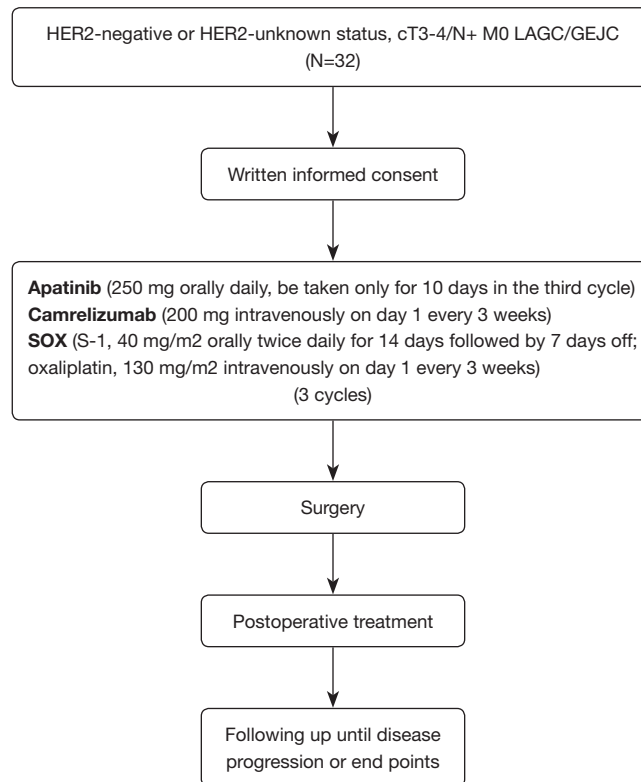 HER2-negative or HER2-unknown status, cT3-4/N+ M0 LAGC/GEJC
(N=32)
Written informed consent
Apatinib (250 mg orally daily, be taken only for 10 days in the third cycle)
Camrelizumab (200 mg intravenously on day 1 every 3 weeks)
SOX (S-1, 40 mg/m2 orally twice daily for 14 days followed by 7 days off;
oxaliplatin, 130 mg/m2 intravenously on day 1 every 3 weeks)
(3 cycles)
Surgery
Postoperative treatment
Following up until disease
progression or end points